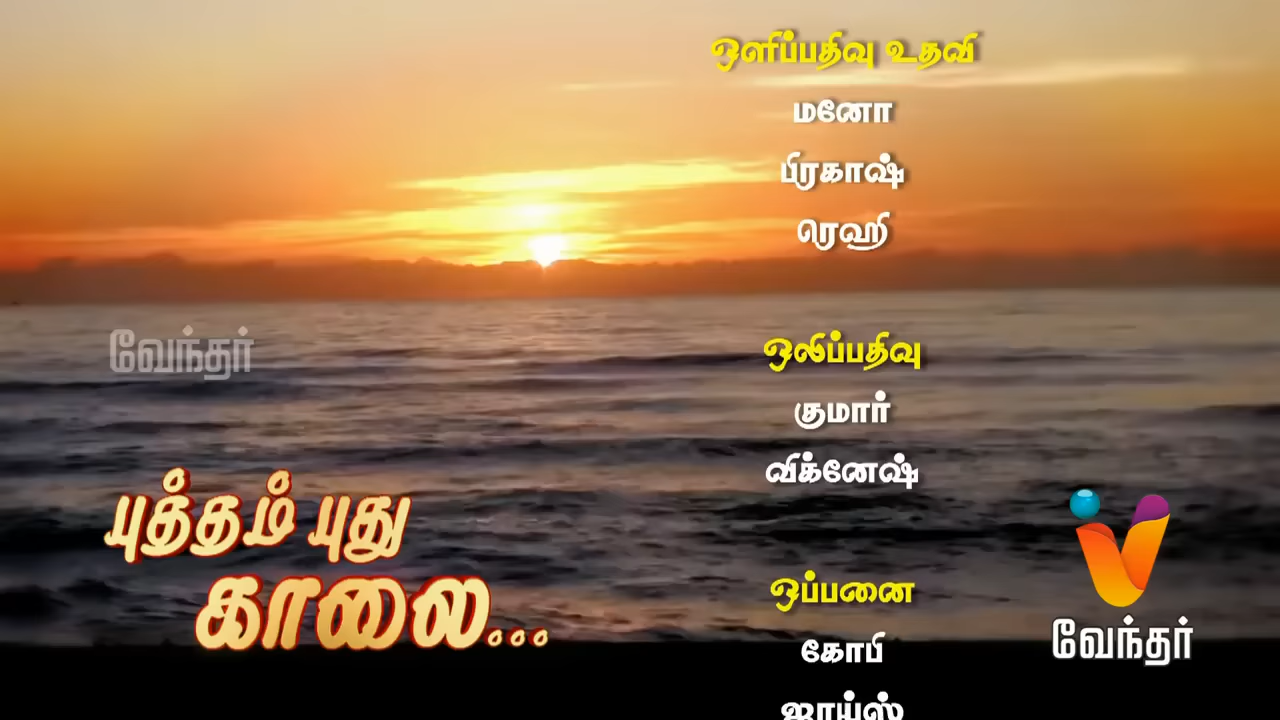 ஒளிப்பதிவு உதவி
மனோ
பிரகாஷ்
ரெஹி
வேந்தர்
ஒலிப்பதிவு
குமார்
விக்னேஷ்
புத்தம் புது
காலை...
ஒப்பனை
கோபி
வேந்தர்
ஜாய்ஸ்